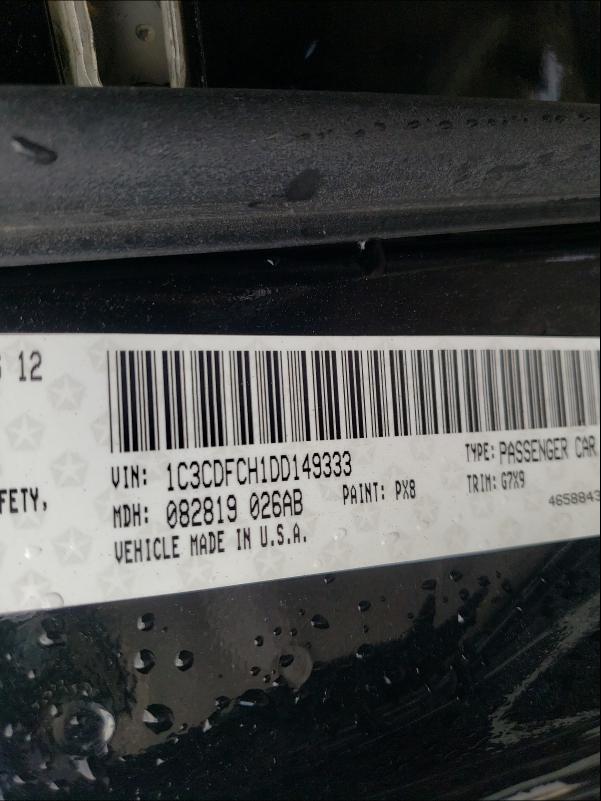 12
VIN: 1C3CDFCH1DD149333
TYPE: PASSENGER CAR
FETY,
MDH: 082819 026AB
PAINT: PX8
TRIM: G7X9
VEHICLE MADE IN U.S.A.
4658843